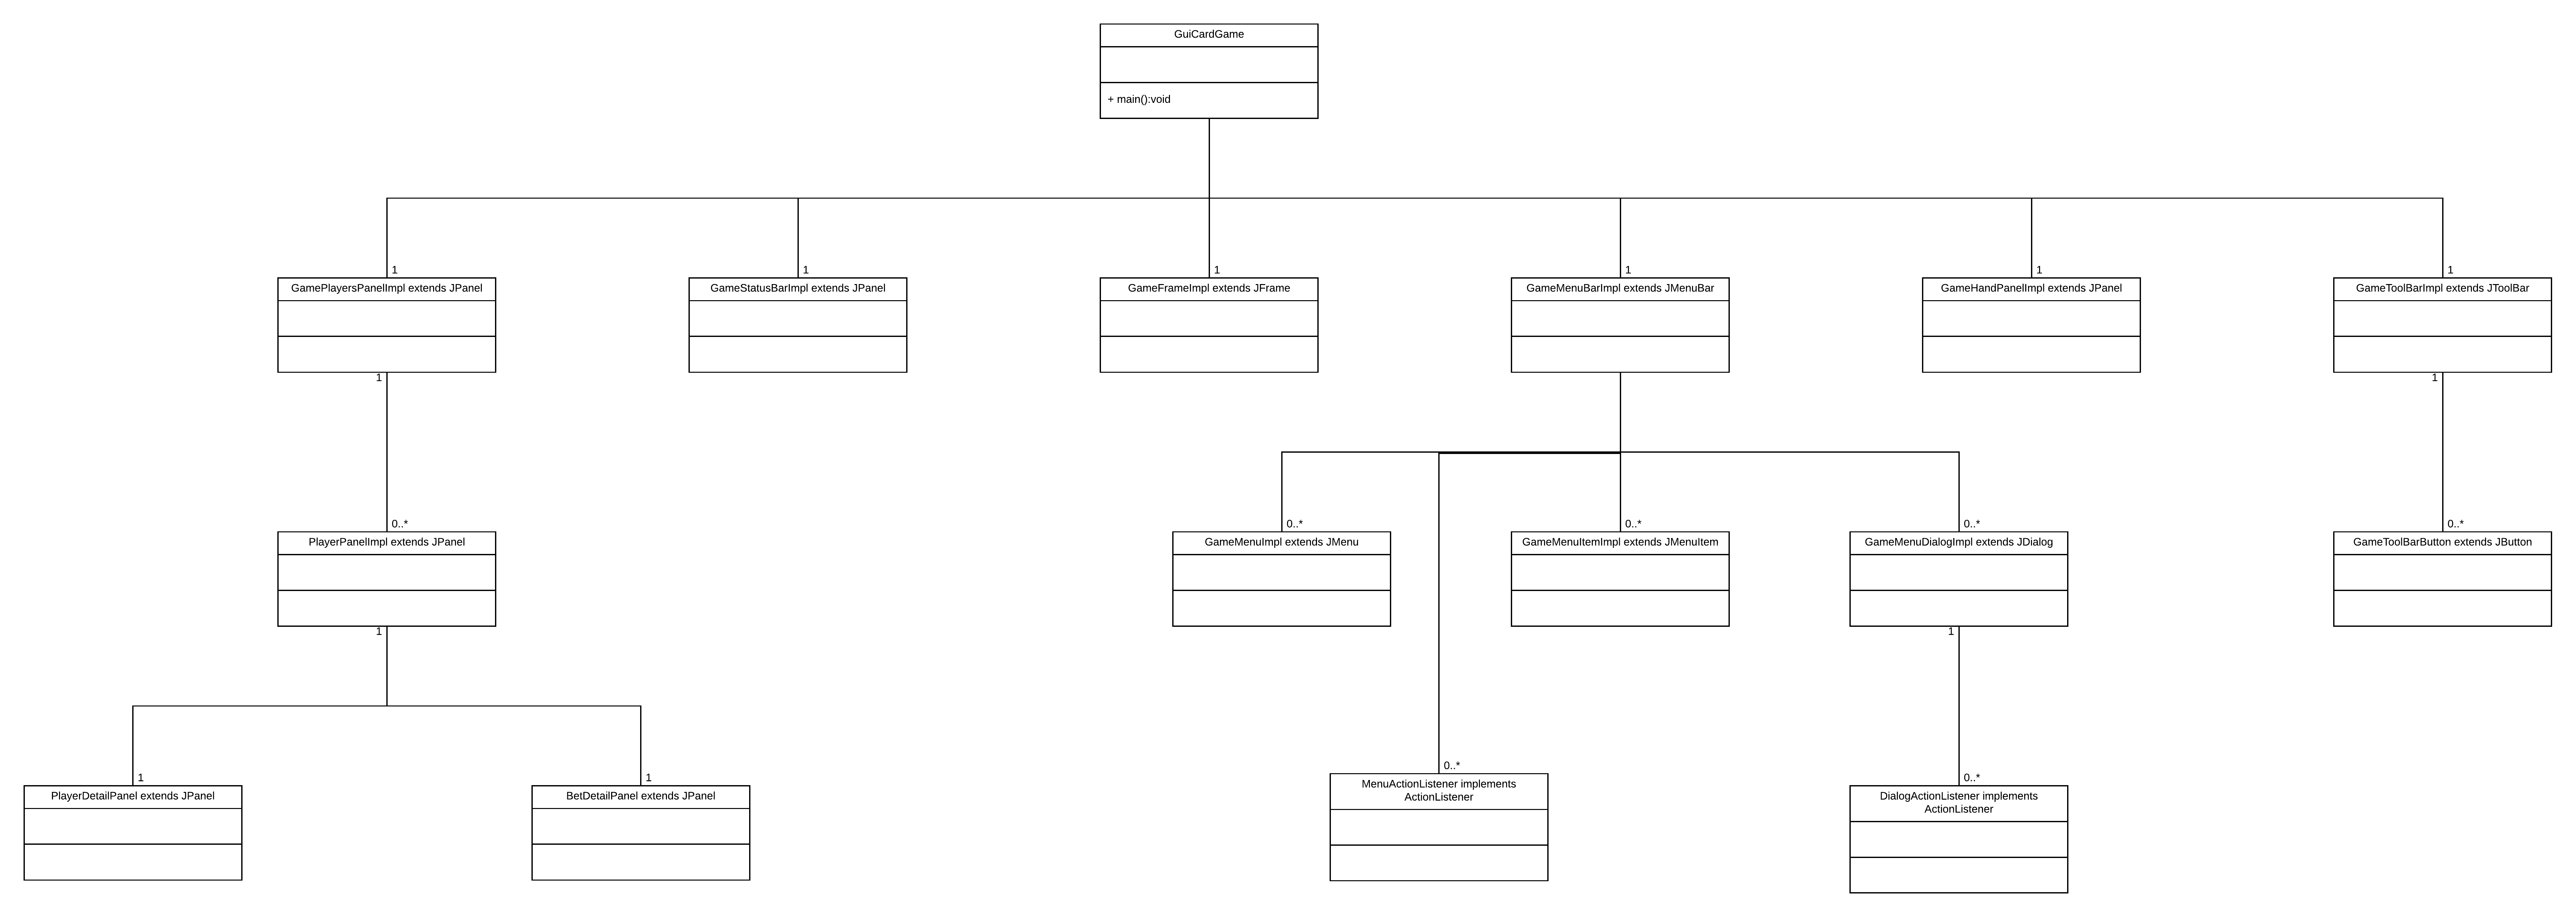 GuiCardGame
+ main():void
1
1
1
1
1
1
GamePlayersPanelImpl extends JPanel
GameStatusBarImpl extends JPanel
GameFrameImpl extends JFrame
GameMenuBarImpl extends JMenuBar
GameHandPanelImpl extends JPanel
GameToolBarImpl extends JToolBar
1
1
0..*
0..*
0..*
0..*
0..*
PlayerPanelImpl extends JPanel
GameMenuImpl extends JMenu
GameMenuItemImpl extends JMenuItem
GameMenuDialogImpl extends JDialog
GameToolBarButton extends JButton
1
1
1
1
0..*
0..*
PlayerDetailPanel extends JPanel
BetDetailPanel extends JPanel
MenuActionListener implements
ActionListener
DialogActionListener implements
ActionListener